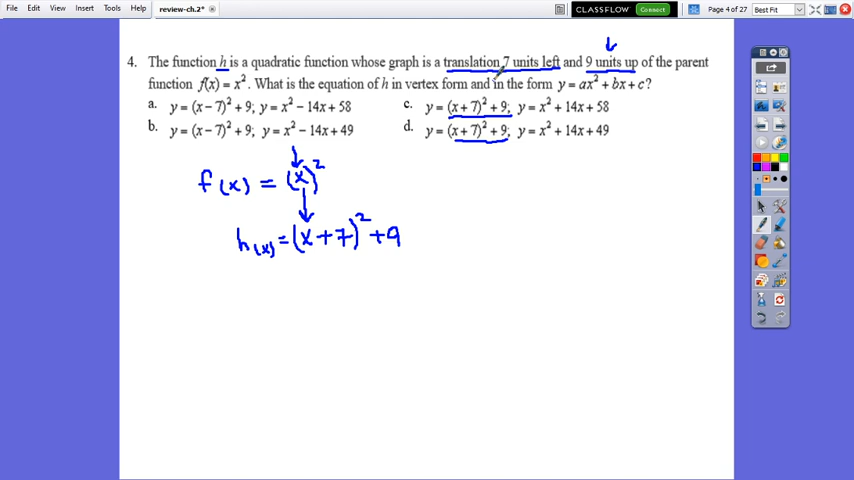 File Edit View Insert Tools Help review-ch.2* CLASSFLOW Connect Page 4 of 27 Best Fit
4. The function h is a quadratic function whose graph is a translation 7 units left and 9 units up of the parent
function f(x) = x². What is the equation of h in vertex form and in the form y = ax² + bx + c?
a. y = (x − 7)² + 9; y = x² − 14x + 58 c. y = (x + 7)² + 9; y = x² + 14x + 58
b. y = (x − 7)² + 9; y = x² − 14x + 49 d. y = (x + 7)² + 9; y = x² + 14x + 49
f(x) = (x)²
h(x) = (x+7)² + 9